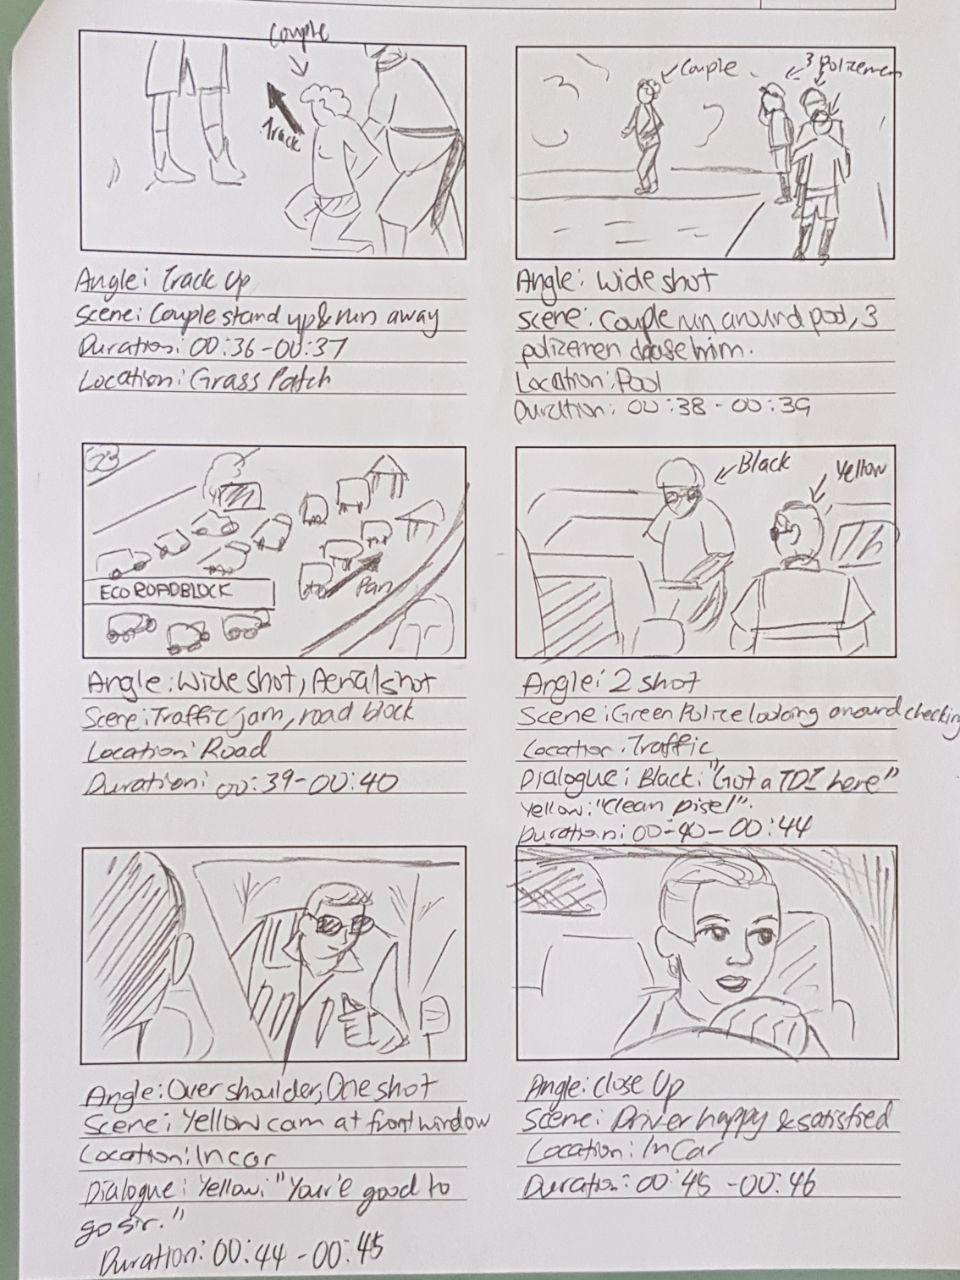 Couple
Track
Angle: Track Up
Scene: Couple stand up & run away
Duration: 00:36-00:37
Location: Grass Patch
Couple
3 Polizemen
Angle: Wide shot
Scene: Couple run around pool, 3
polizemen chase him.
Location: Pool
Duration: 00:38-00:39
23
ECO ROADBLOCK
Pan
Angle: Wide shot, Aerial shot
Scene: Traffic jam, road block
Location: Road
Duration: 00:39-00:40
Black
Yellow
Angle: 2 shot
Scene: Green Police looking around checking
Location: Traffic
Dialogue: Black: "Got a TDI here"
Yellow: "Clean Disel".
Duration: 00-40-00:44
Angle: Over shoulder, One shot
Scene: Yellow cam at front window
Location: In car
Dialogue: Yellow: "Your'e good to
go sir."
Duration: 00:44-00:45
Angle: Close Up
Scene: Driver happy & satisfied
Location: In Car
Duration: 00:45-00:46